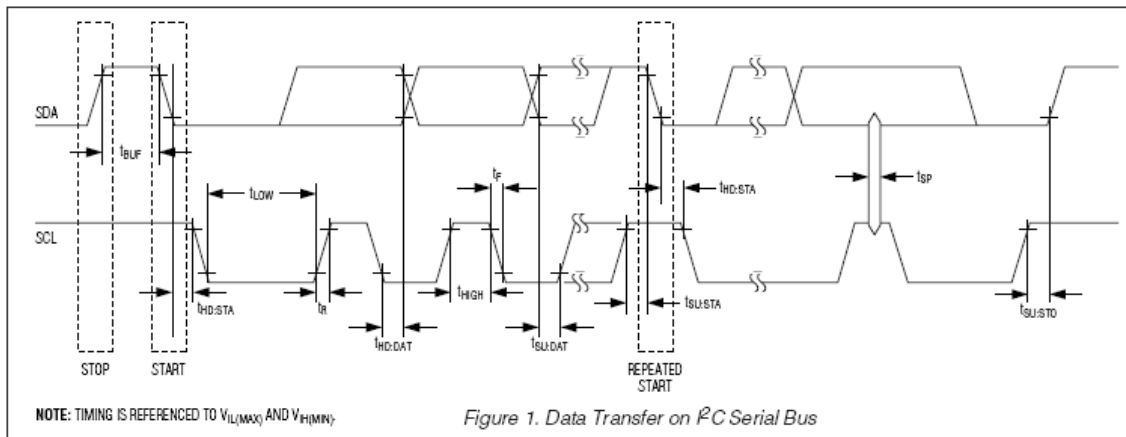 SDA
tBUF
tLOW
tF
tHD:STA
tSP
SCL
tHD:STA
tR
tHIGH
tSU:STA
tSU:STO
tHD:DAT
tSU:DAT
STOP
START
REPEATED
START
NOTE: TIMING IS REFERENCED TO VIL(MAX) AND VIH(MIN).
Figure 1. Data Transfer on I²C Serial Bus